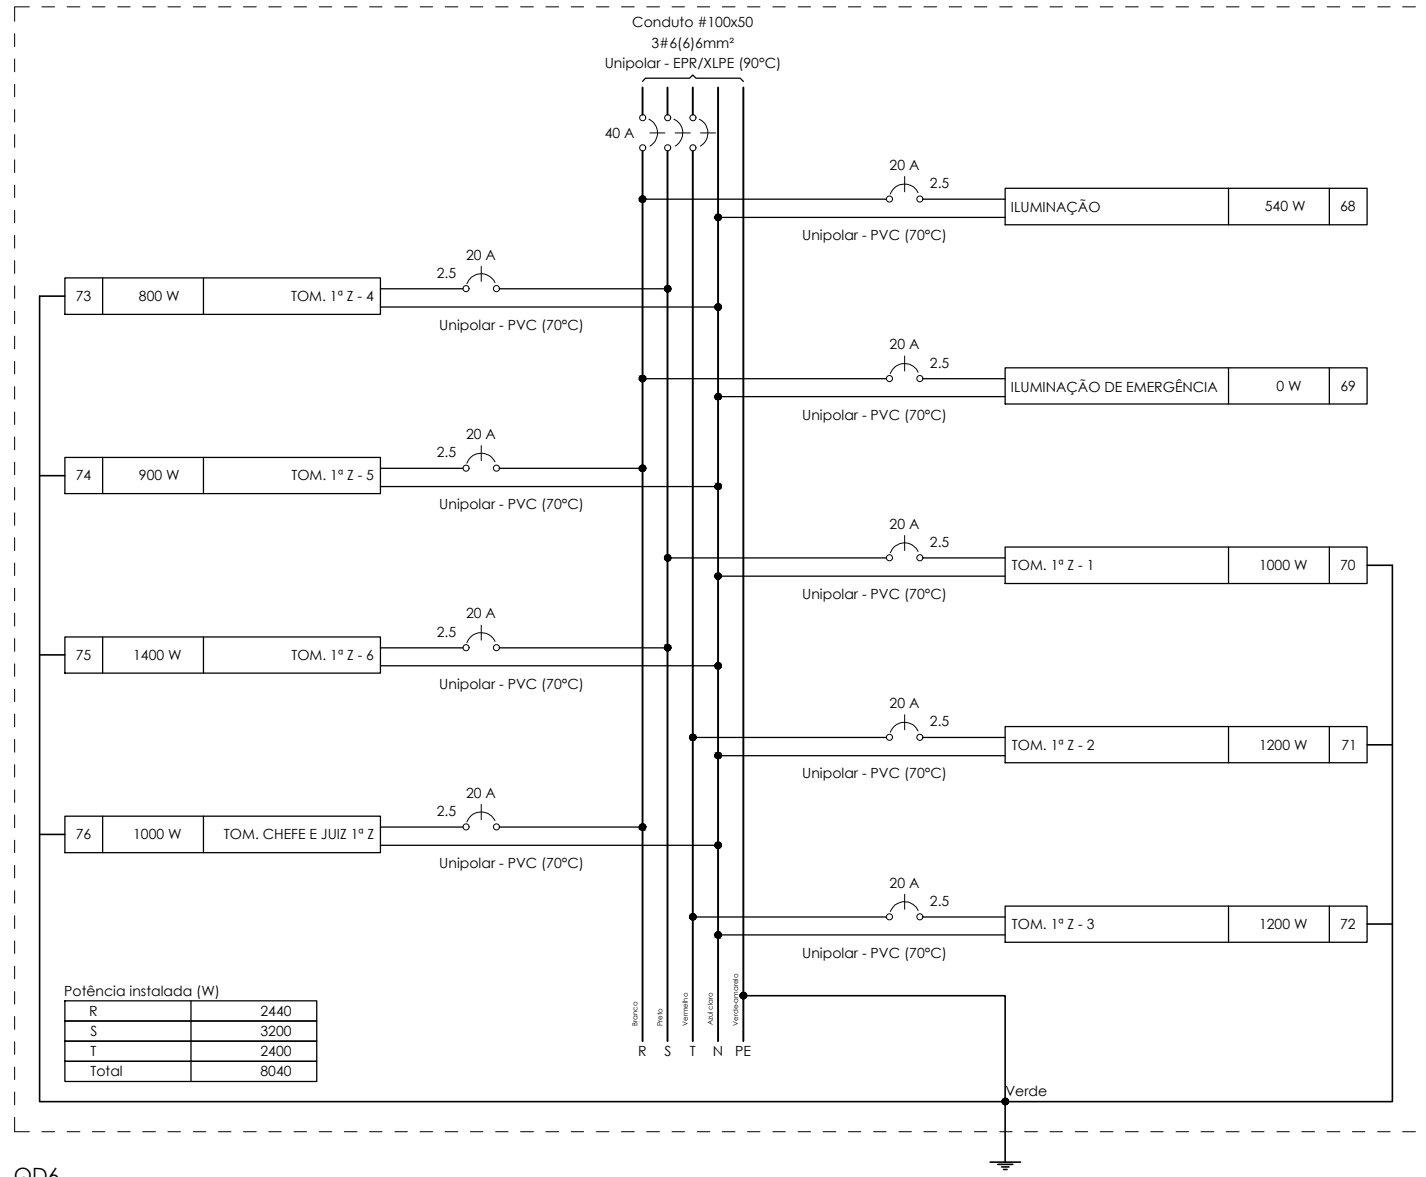 Conduto #100x50
3#6(6)6mm²
Unipolar - EPR/XLPE (90°C)
40 A
20 A
2.5
ILUMINAÇÃO 540 W 68
Unipolar - PVC (70°C)
20 A
2.5
73 800 W TOM. 1ª Z - 4
Unipolar - PVC (70°C)
20 A
2.5
ILUMINAÇÃO DE EMERGÊNCIA 0 W 69
Unipolar - PVC (70°C)
20 A
2.5
74 900 W TOM. 1ª Z - 5
Unipolar - PVC (70°C)
20 A
2.5
TOM. 1ª Z - 1 1000 W 70
Unipolar - PVC (70°C)
20 A
2.5
75 1400 W TOM. 1ª Z - 6
Unipolar - PVC (70°C)
20 A
2.5
TOM. 1ª Z - 2 1200 W 71
Unipolar - PVC (70°C)
20 A
2.5
76 1000 W TOM. CHEFE E JUIZ 1ª Z
Unipolar - PVC (70°C)
20 A
2.5
TOM. 1ª Z - 3 1200 W 72
Unipolar - PVC (70°C)
Potência instalada (W)
R 2440
S 3200
T 2400
Total 8040
Branco
Preto
Vermelho
Azul claro
Verde-amarelo
R S T N PE
Verde
QD6